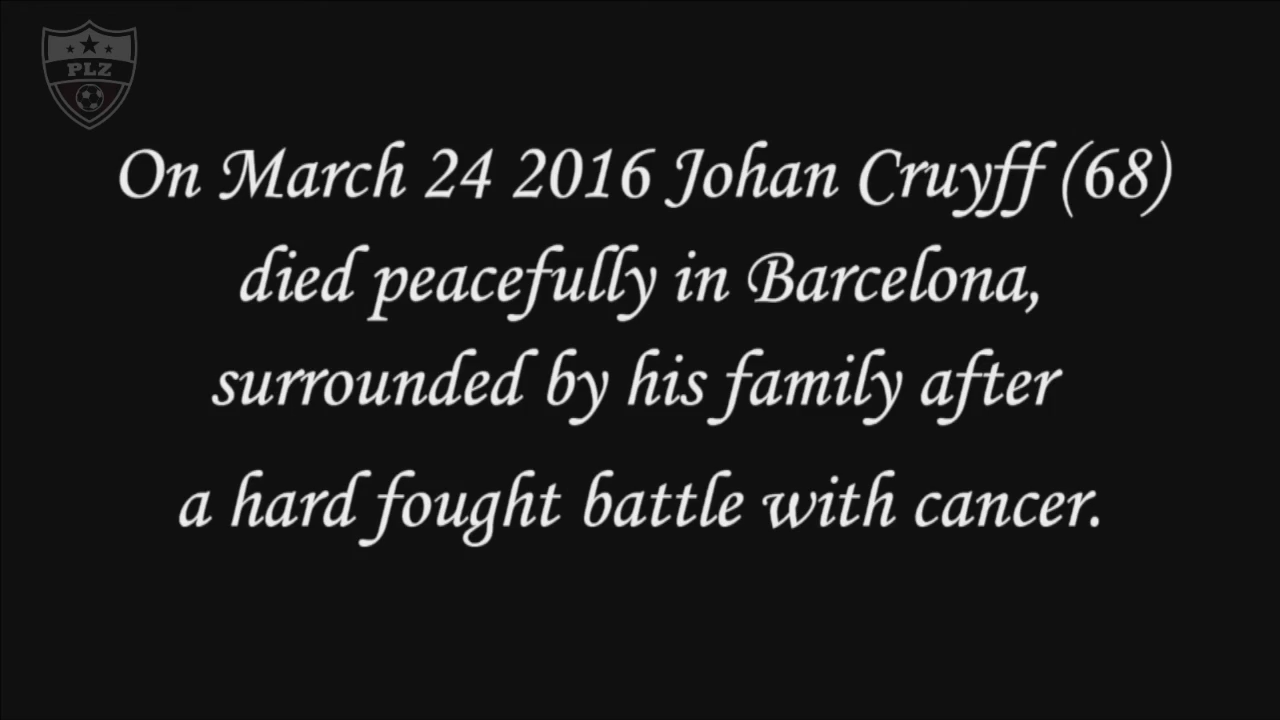 PLZ
On March 24 2016 Johan Cruyff (68)
died peacefully in Barcelona,
surrounded by his family after
a hard fought battle with cancer.